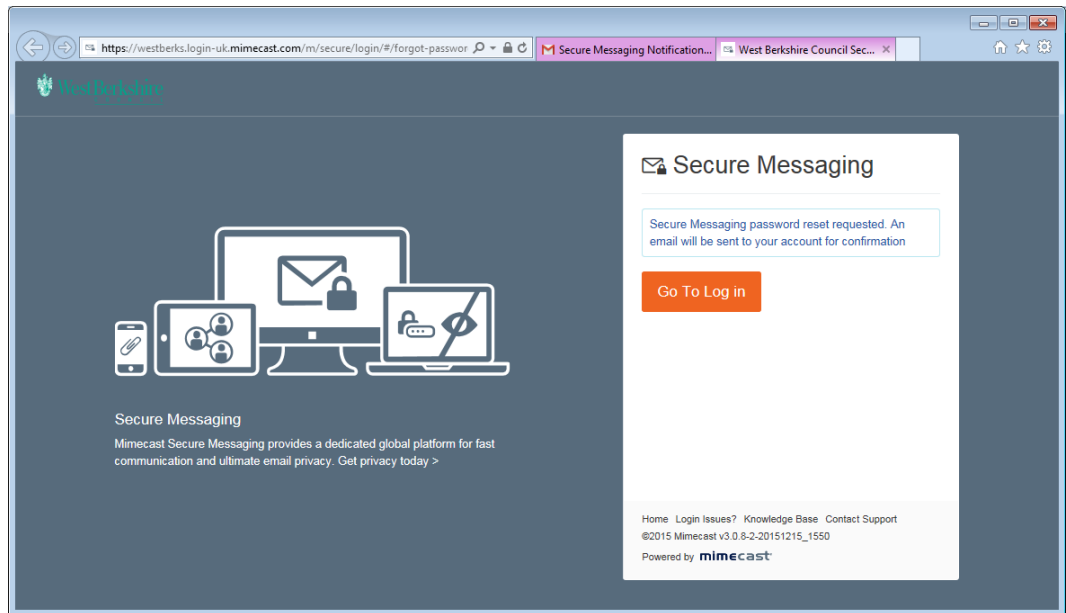 https://westberks.login-uk.mimecast.com/m/secure/login/#/forgot-passwor
Secure Messaging Notification...
West Berkshire Council Sec...
West Berkshire
Secure Messaging
Secure Messaging password reset requested. An
email will be sent to your account for confirmation
Go To Log in
Secure Messaging
Mimecast Secure Messaging provides a dedicated global platform for fast
communication and ultimate email privacy. Get privacy today >
Home Login Issues? Knowledge Base Contact Support
©2015 Mimecast v3.0.8-2-20151215_1550
Powered by mimecast